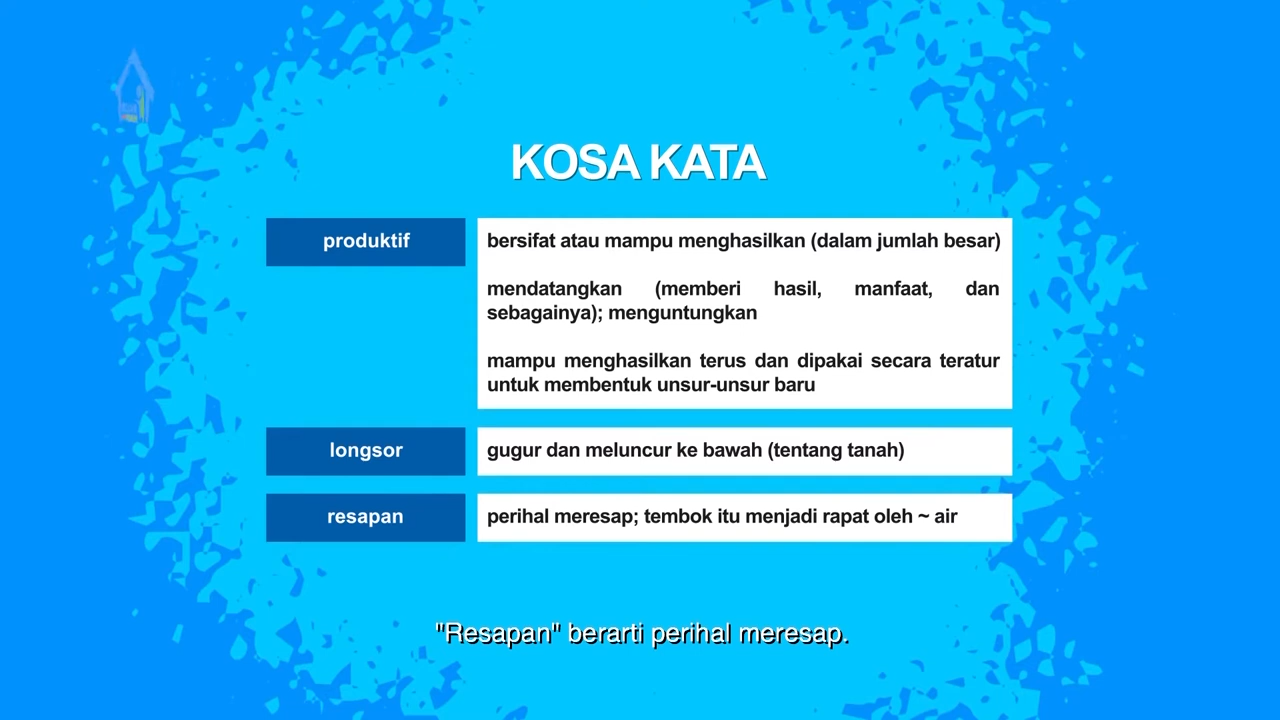 KOSA KATA
produktif
bersifat atau mampu menghasilkan (dalam jumlah besar)
mendatangkan (memberi hasil, manfaat, dan
sebagainya); menguntungkan
mampu menghasilkan terus dan dipakai secara teratur
untuk membentuk unsur-unsur baru
longsor
gugur dan meluncur ke bawah (tentang tanah)
resapan
perihal meresap; tembok itu menjadi rapat oleh ~ air
"Resapan" berarti perihal meresap.